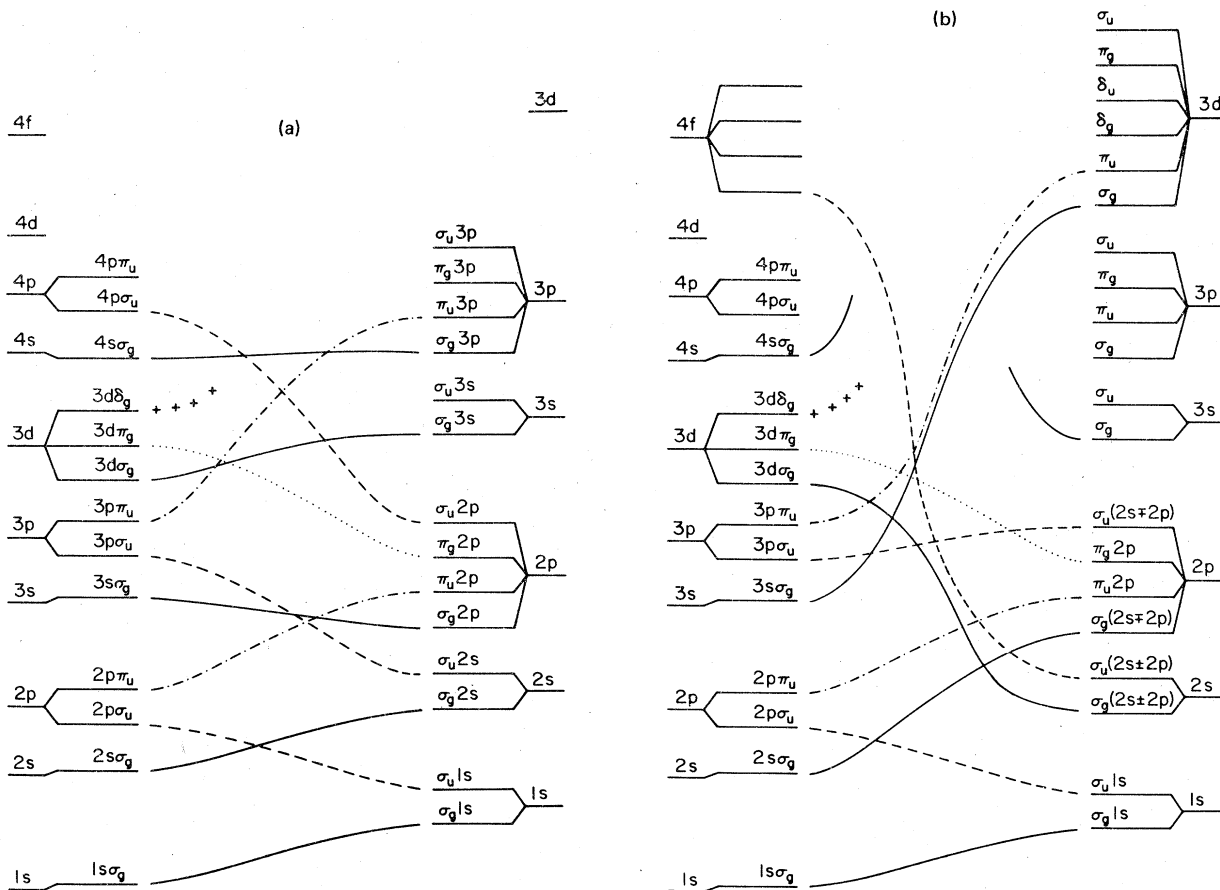 (a)
4f
4d
4p
4pπu
4pσu
4s
4sσg
3dδg
+ + + +
3d
3dπg
3dσg
3p
3pπu
3pσu
3s
3sσg
2p
2pπu
2pσu
2s
2sσg
1s
1sσg
3d
σu3p
πg3p
3p
πu3p
σg3p
σu3s
3s
σg3s
σu2p
πg2p
2p
πu2p
σg2p
σu2s
2s
σg2s
σu1s
1s
σg1s
(b)
4f
4d
4p
4pπu
4pσu
4s
4sσg
3dδg
+ + + +
3d
3dπg
3dσg
3p
3pπu
3pσu
3s
3sσg
2p
2pπu
2pσu
2s
2sσg
1s
1sσg
σu
πg
δu
3d
δg
πu
σg
σu
πg
3p
πu
σg
σu
3s
σg
σu(2s∓2p)
πg2p
2p
πu2p
σg(2s∓2p)
σu(2s±2p)
2s
σg(2s±2p)
σu1s
1s
σg1s